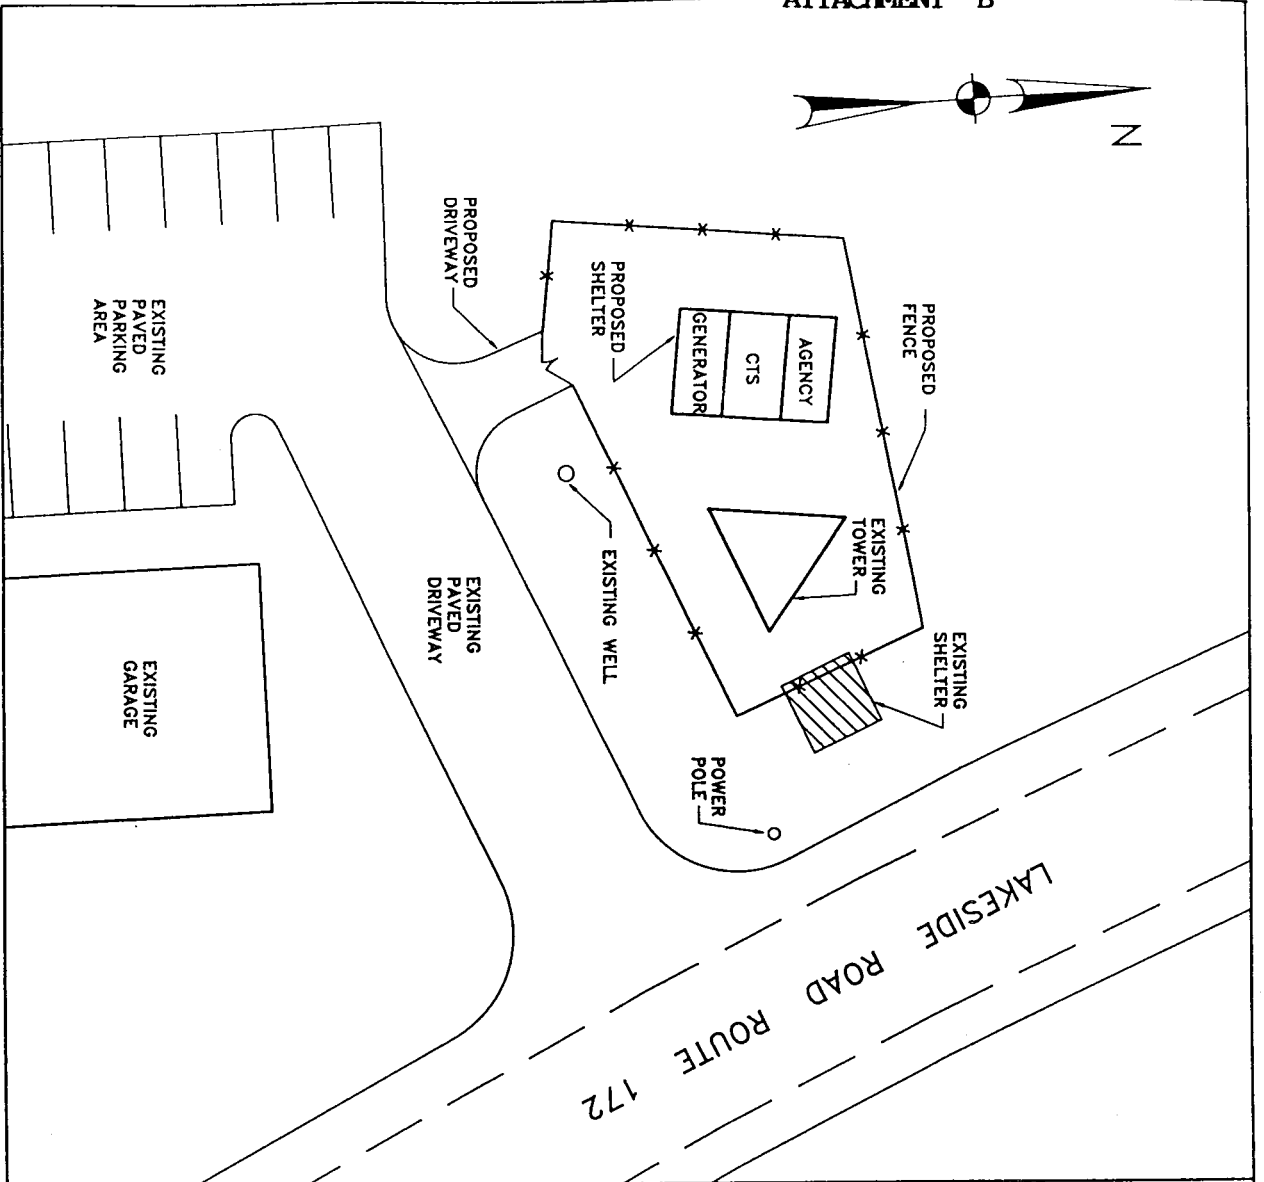 ATTACHMENT B
N
PROPOSED
FENCE
AGENCY
CTS
GENERATOR
PROPOSED
SHELTER
PROPOSED
DRIVEWAY
EXISTING
PAVED
PARKING
AREA
EXISTING
TOWER
EXISTING
SHELTER
EXISTING WELL
EXISTING
PAVED
DRIVEWAY
EXISTING
GARAGE
POWER
POLE
LAKESIDE ROAD ROUTE 172